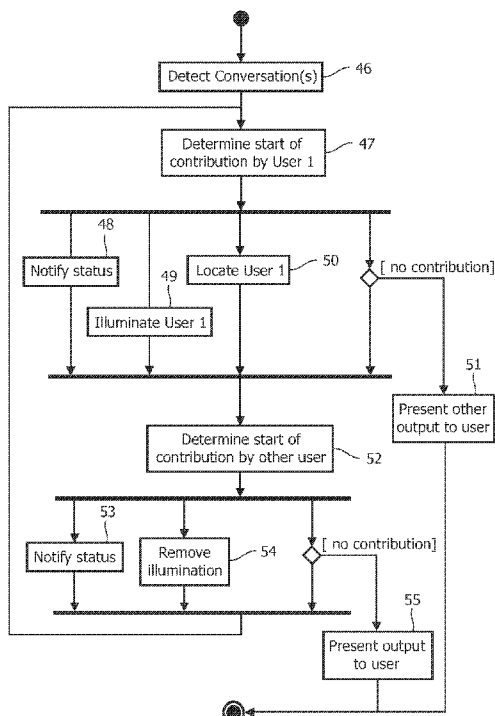 Detect Conversation(s)
46
Determine start of
contribution by User 1
47
48
Notify status
49
Illuminate User 1
Locate User 1
50
[ no contribution]
51
Present other
output to user
Determine start of
contribution by other user
52
53
Notify status
Remove
illumination
54
[ no contribution]
55
Present output
to user